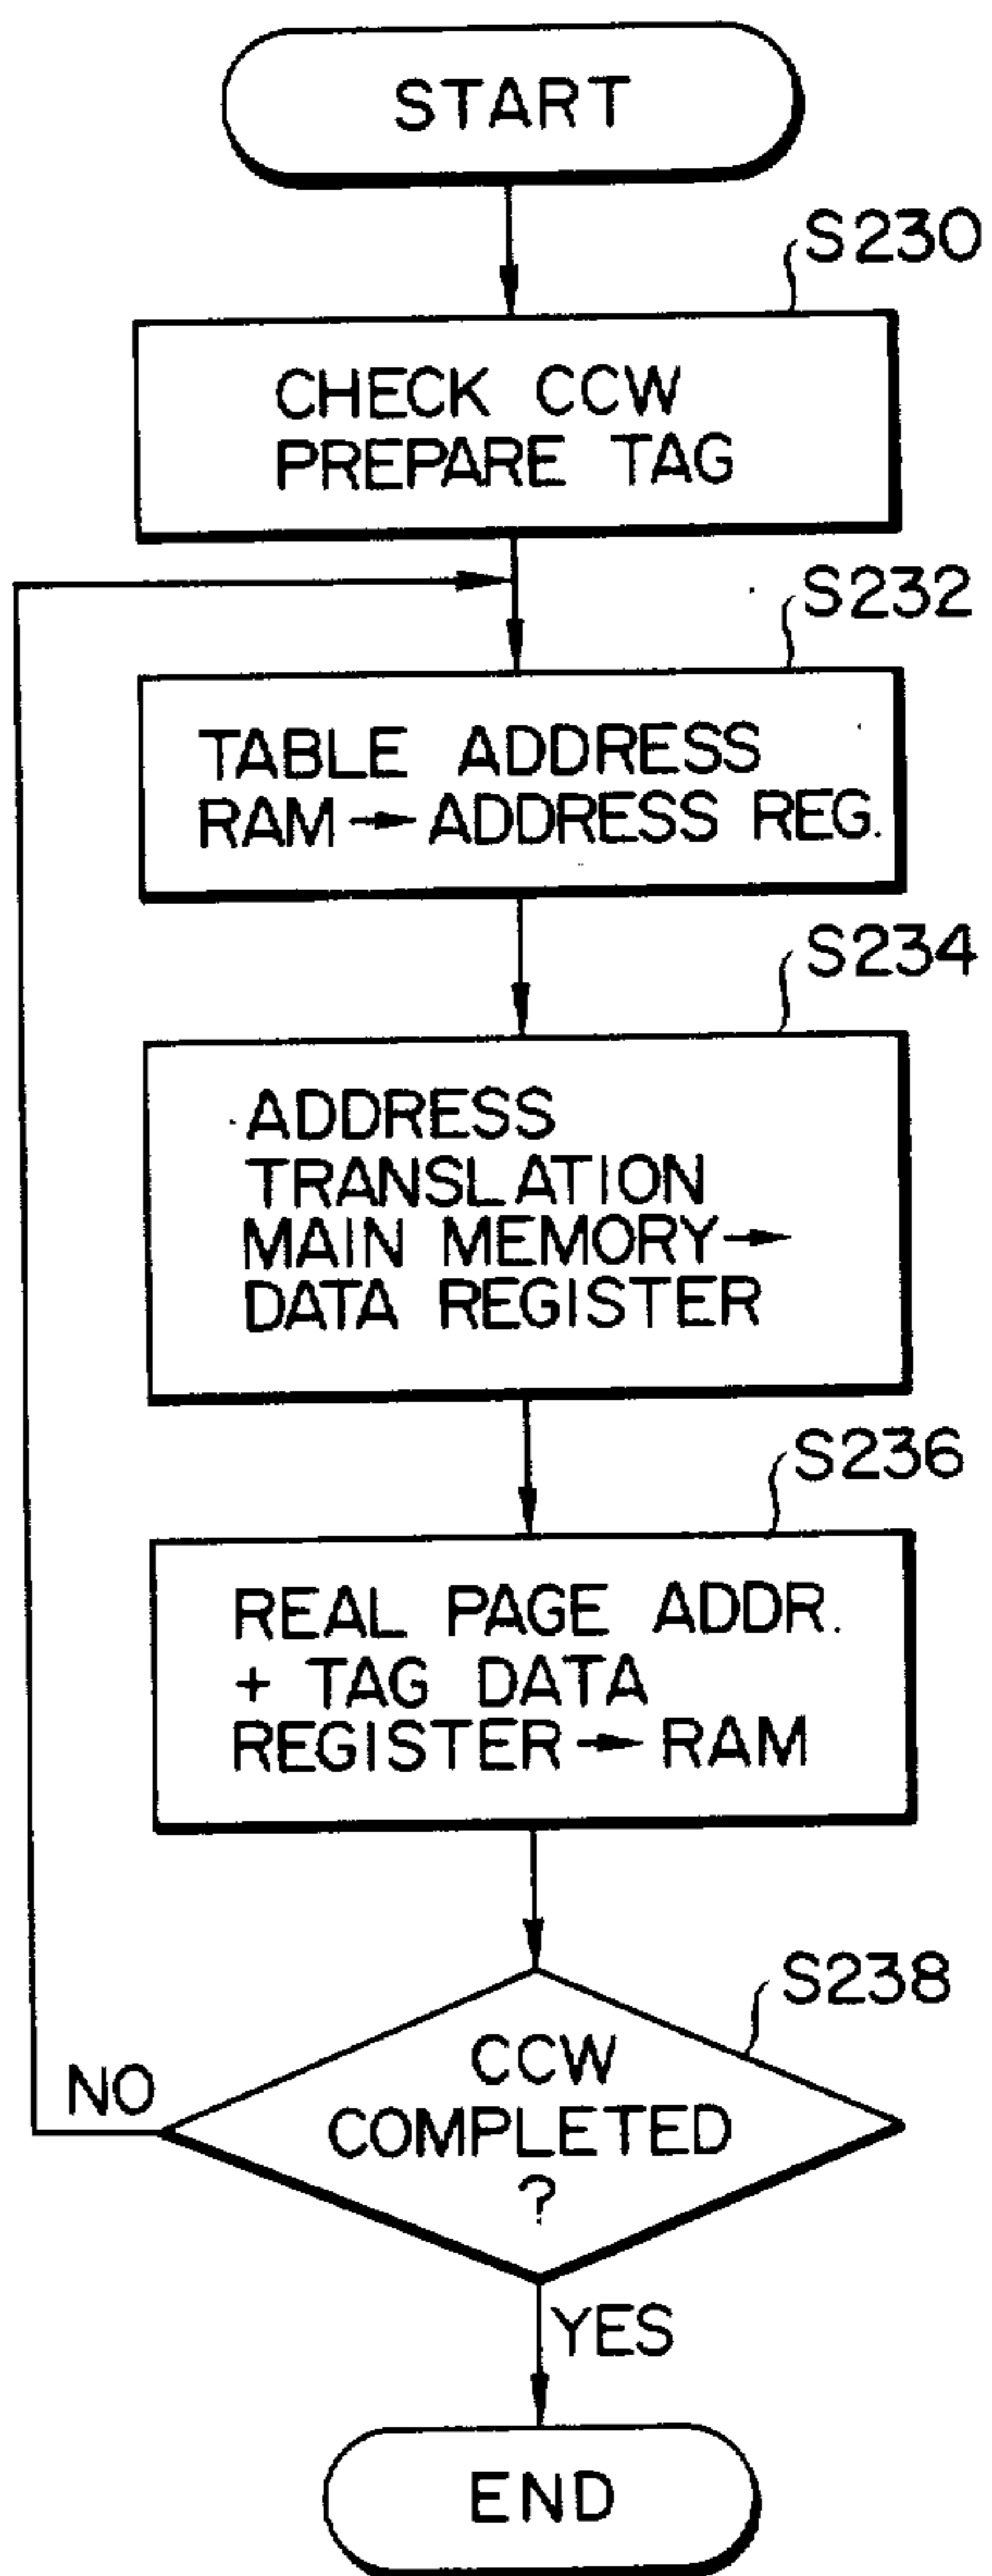 START
S230
CHECK CCW
PREPARE TAG
S232
TABLE ADDRESS
RAM → ADDRESS REG.
S234
ADDRESS
TRANSLATION
MAIN MEMORY →
DATA REGISTER
S236
REAL PAGE ADDR.
+ TAG DATA
REGISTER → RAM
S238
CCW
COMPLETED
?
NO
YES
END